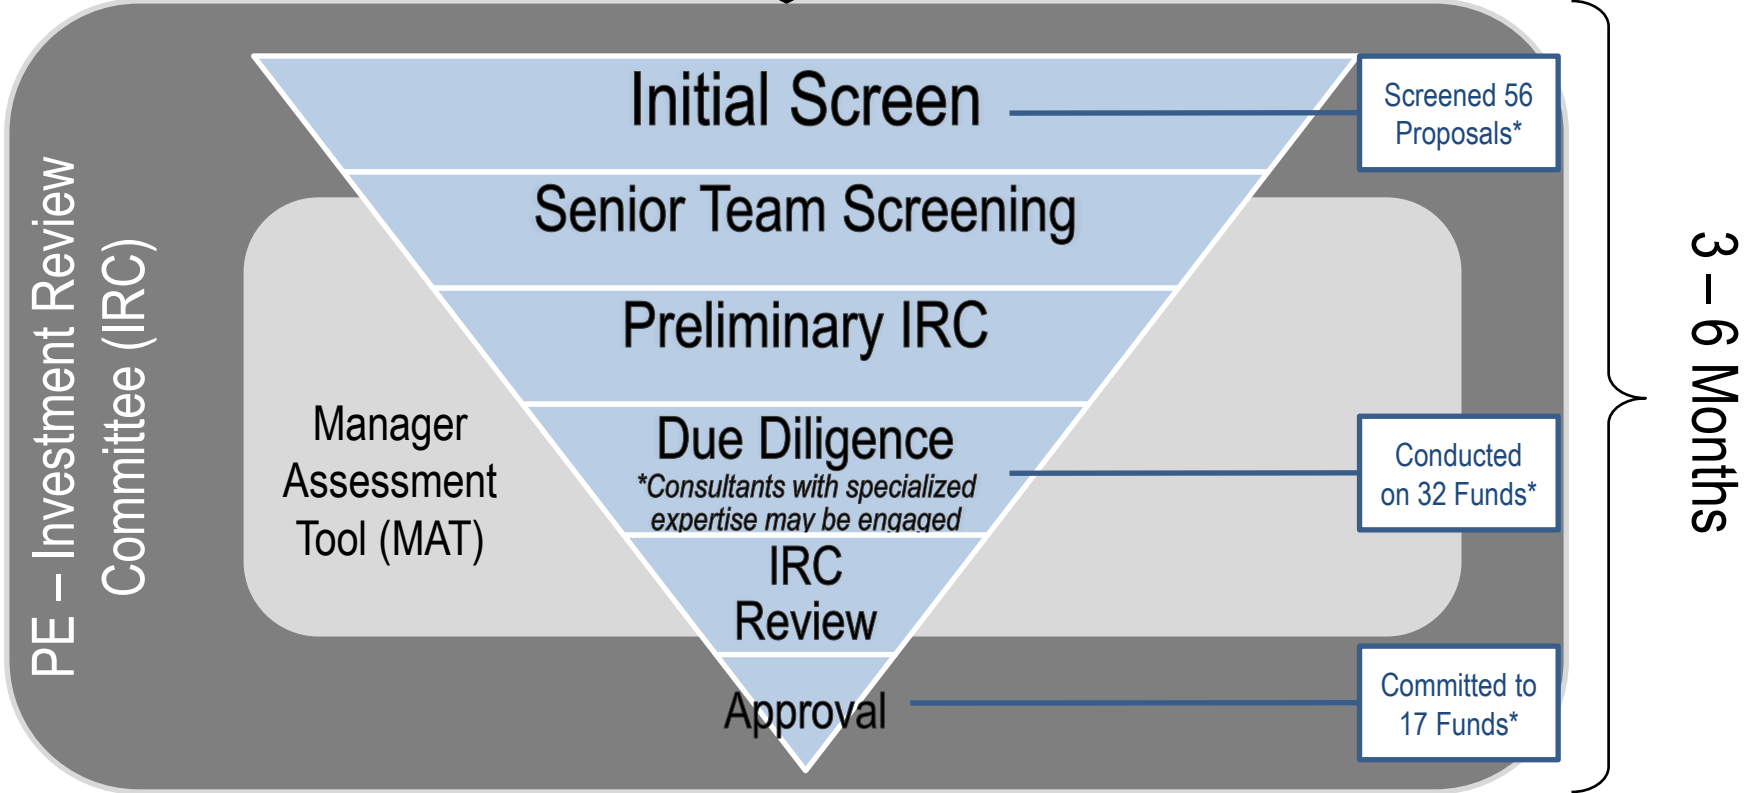 PE – Investment Review
Committee (IRC)
Initial Screen
Screened 56
Proposals*
Senior Team Screening
Preliminary IRC
Manager
Assessment
Tool (MAT)
Due Diligence
*Consultants with specialized
expertise may be engaged
Conducted
on 32 Funds*
IRC
Review
Approval
Committed to
17 Funds*
3 – 6 Months